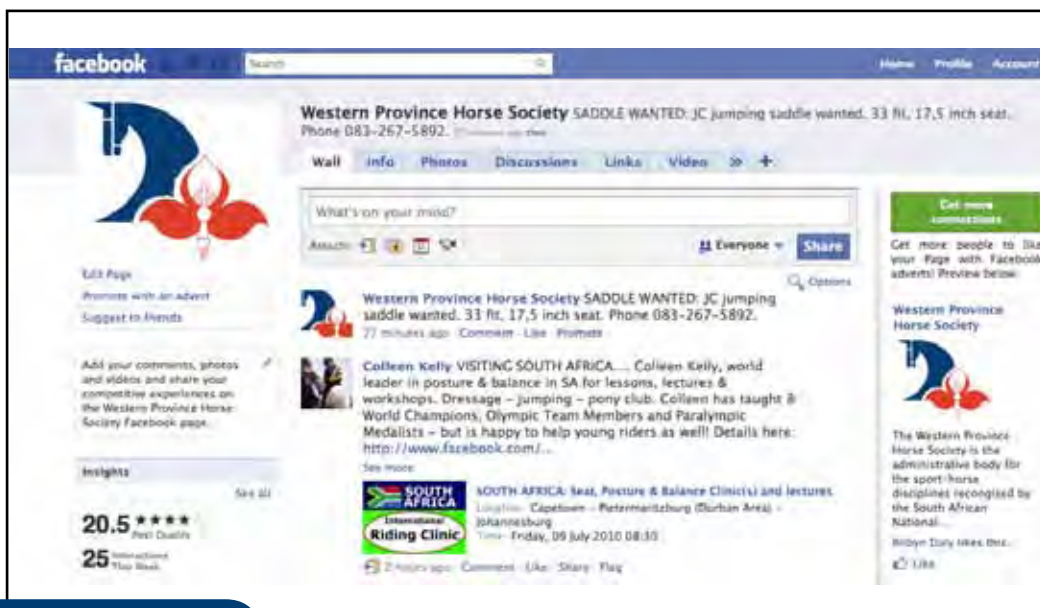 facebook
Search
Home Profile Account
Western Province Horse Society SADDLE WANTED: JC jumping saddle wanted. 33 fit, 17,5 inch seat.
Phone 083-267-5892.
Wall Info Photos Discussions Links Video » +
What's on your mind?
Attach:
Everyone
Share
Options
Edit Page
Promote with an advert
Suggest to friends
Add your comments, photos
and videos and share your
competitive experiences on
the Western Province Horse
Society Facebook page.
Insights
See all
20.5 Post Quality
25 Interactions
This Week
Western Province Horse Society SADDLE WANTED: JC jumping
saddle wanted. 33 fit, 17,5 inch seat. Phone 083-267-5892.
27 minutes ago Comment Like Promote
Colleen Kelly VISITING SOUTH AFRICA.... Colleen Kelly, world
leader in posture & balance in SA for lessons, lectures &
workshops. Dressage - jumping - pony club. Colleen has taught 8
World Champions, Olympic Team Members and Paralympic
Medalists - but is happy to help young riders as well! Details here:
http://www.facebook.com/...
See more
SOUTH
AFRICA
International
Riding Clinic
SOUTH AFRICA: Seat, Posture & Balance Clinic(s) and lectures
Location: Capetown - Pietermaritzburg (Durban Area) -
Johannesburg
Time: Friday, 09 July 2010 08:30
2 hours ago Comment Like Share Flag
Get more
connections
Get more people to like
your Page with Facebook
adverts! Preview below.
Western Province
Horse Society
The Western Province
Horse Society is the
administrative body for
the sport-horse
disciplines recongised by
the South African
National...
likes this.
Like